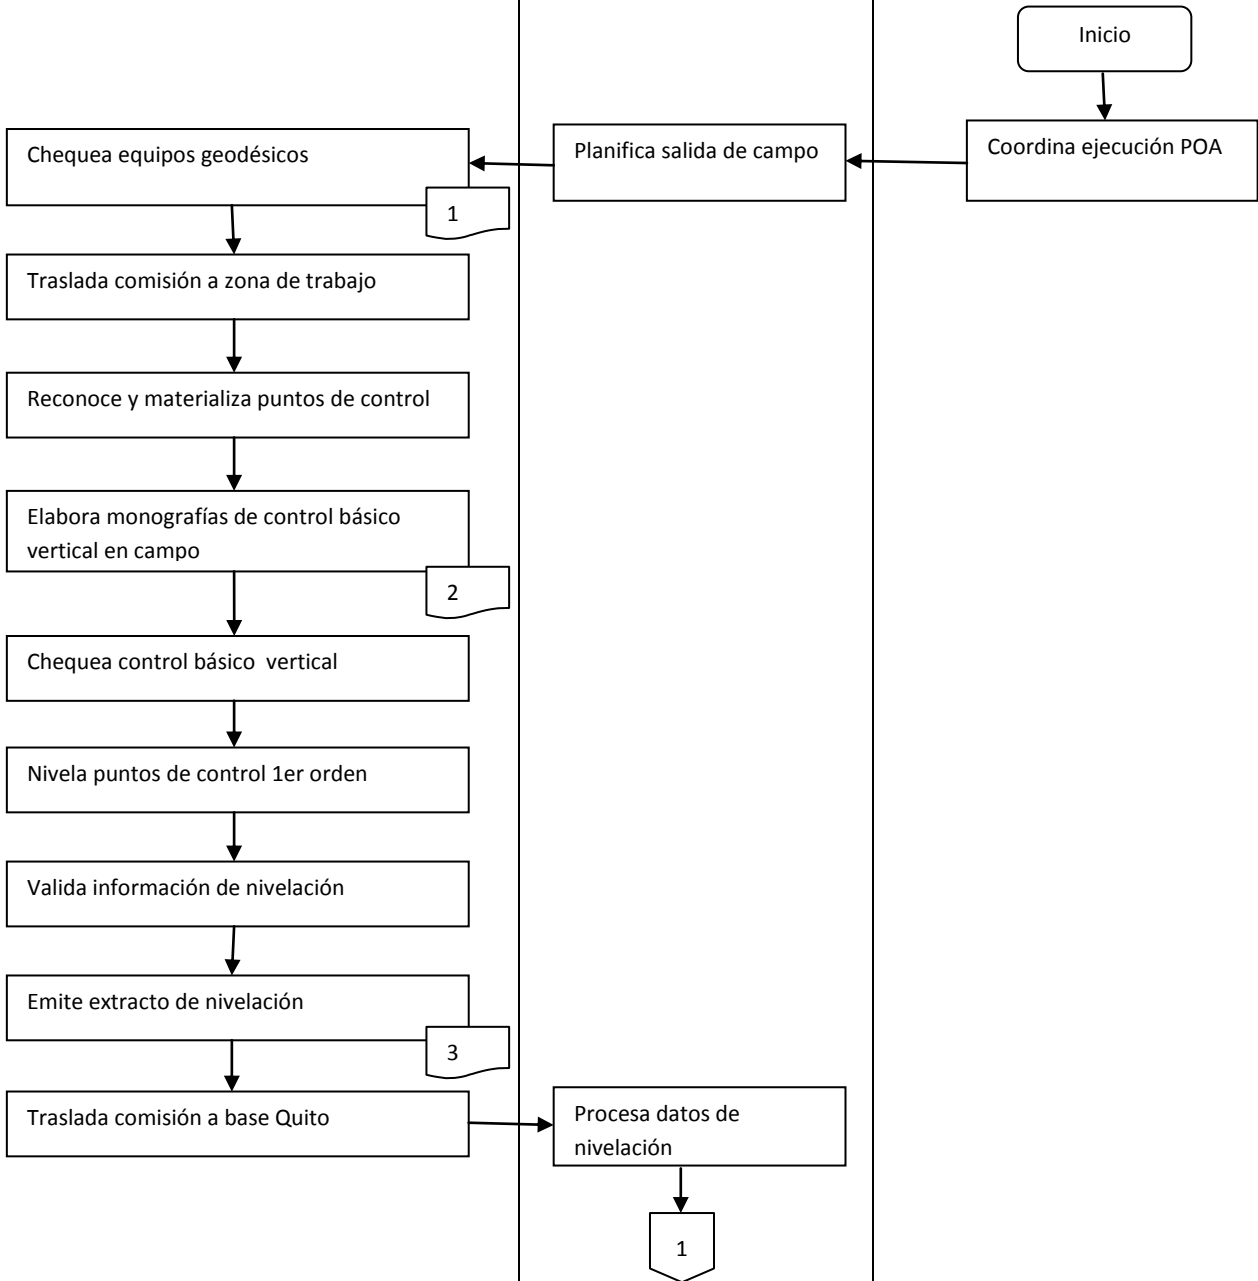 Inicio
Chequea equipos geodésicos
Planifica salida de campo
Coordina ejecución POA
1
Traslada comisión a zona de trabajo
Reconoce y materializa puntos de control
Elabora monografías de control básico
vertical en campo
2
Chequea control básico  vertical
Nivela puntos de control 1er orden
Valida información de nivelación
Emite extracto de nivelación
3
Traslada comisión a base Quito
Procesa datos de
nivelación
1